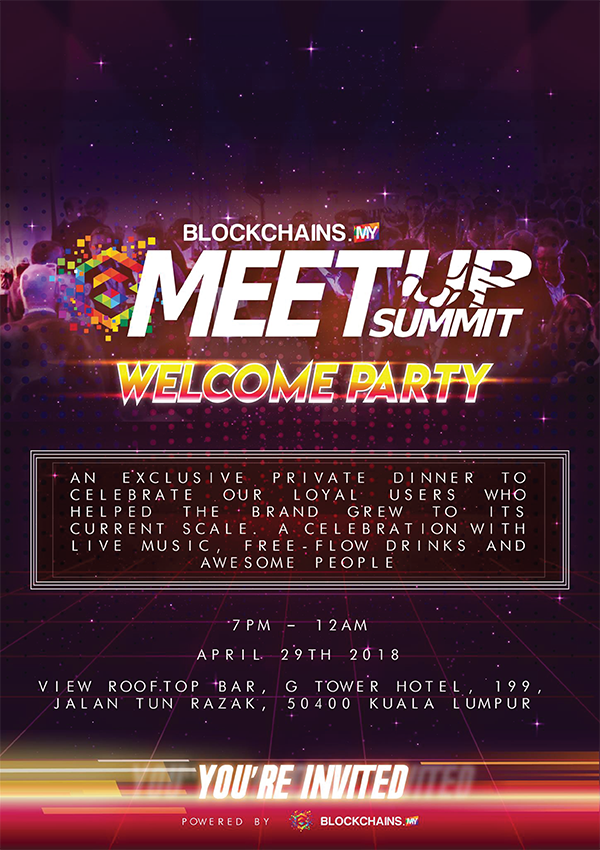 BLOCKCHAINS.MY
MEETUP
SUMMIT
WELCOME PARTY
AN EXCLUSIVE PRIVATE DINNER TO
CELEBRATE OUR LOYAL USERS WHO
HELPED THE BRAND GREW TO ITS
CURRENT SCALE. A CELEBRATION WITH
LIVE MUSIC, FREE-FLOW DRINKS AND
AWESOME PEOPLE
7PM – 12AM
APRIL 29TH 2018
VIEW ROOFTOP BAR, G TOWER HOTEL, 199,
JALAN TUN RAZAK, 50400 KUALA LUMPUR
YOU'RE INVITED
POWERED BY BLOCKCHAINS.MY